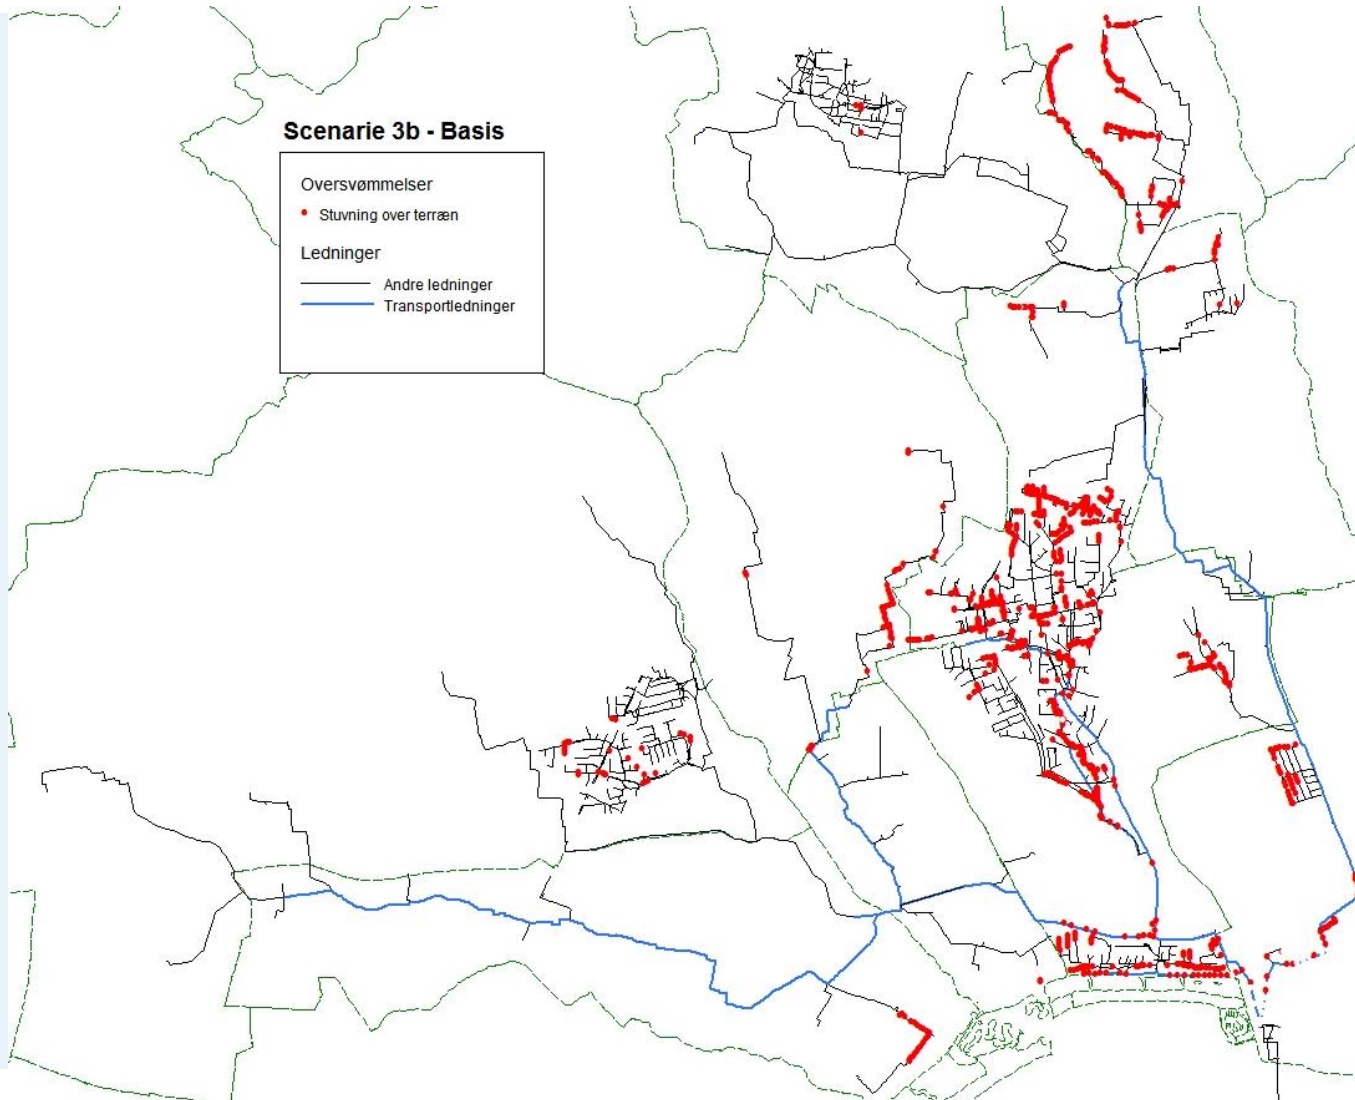 Scenarie 3b - Basis
Oversvømmelser
Stuvning over terræn
Ledninger
Andre ledninger
Transportledninger